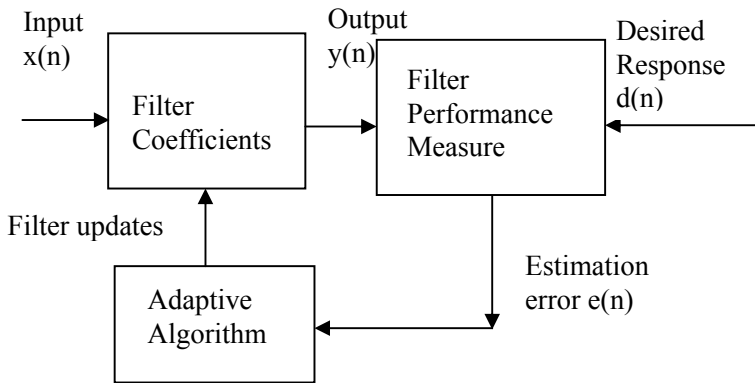 Input
x(n)
Output
y(n)
Desired
Response
d(n)
Filter
Coefficients
Filter
Performance
Measure
Filter updates
Estimation
error e(n)
Adaptive
Algorithm